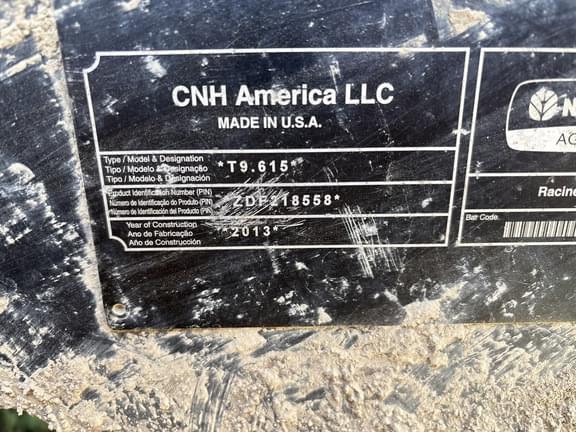 CNH America LLC
MADE IN U.S.A.
Type / Model & Designation
Tipo / Modelo & Designação
Tipo / Modelo & Designación
*T9.615*
Product Identification Number (PIN)
Número de Identificação do Produto (PIN)
Número de Identificación del Producto (PIN)
*ZDF218558*
Year of Construction
Ano de Fabricação
Año de Construcción
*2013*
N
AG
Racine
Bar Code